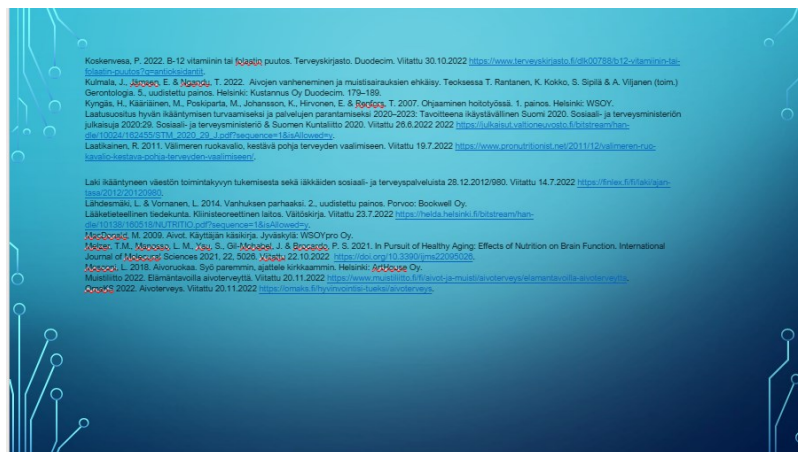 Koskenvesa, P. 2022. B-12 vitamiinin tai folaatin puutos. Terveyskirjasto. Duodecim. Viitattu 30.10.2022 https://www.terveyskirjasto.fi/dlk00788/b12-vitamiinin-tai-
folaatin-puutos?q=antioksidantit.
Kulmala, J., Jämsen, E. & Ngandu, T. 2022. Aivojen vanheneminen ja muistisairauksien ehkäisy. Teoksessa T. Rantanen, K. Kokko, S. Sipilä & A. Viljanen (toim.)
Gerontologia. 5., uudistettu painos. Helsinki: Kustannus Oy Duodecim. 179–189.
Kyngäs, H., Kääriäinen, M., Poskiparta, M., Johansson, K., Hirvonen, E. & Renfors, T. 2007. Ohjaaminen hoitotyössä. 1. painos. Helsinki: WSOY.
Laatusuositus hyvän ikääntymisen turvaamiseksi ja palvelujen parantamiseksi 2020–2023: Tavoitteena ikäystävällinen Suomi 2020. Sosiaali- ja terveysministeriön
julkaisuja 2020:29. Sosiaali- ja terveysministeriö & Suomen Kuntaliitto 2020. Viitattu 26.6.2022 2022 https://julkaisut.valtioneuvosto.fi/bitstream/han-
dle/10024/162455/STM_2020_29_J.pdf?sequence=1&isAllowed=y.
Laatikainen, R. 2011. Välimeren ruokavalio, kestävä pohja terveyden vaalimiseen. Viitattu 19.7.2022 https://www.pronutritionist.net/2011/12/valimeren-ruo-
kavalio-kestava-pohja-terveyden-vaalimiseen/.
Laki ikääntyneen väestön toimintakyvyn tukemisesta sekä iäkkäiden sosiaali- ja terveyspalveluista 28.12.2012/980. Viitattu 14.7.2022 https://finlex.fi/fi/laki/ajan-
tasa/2012/20120980.
Lähdesmäki, L. & Vornanen, L. 2014. Vanhuksen parhaaksi. 2., uudistettu painos. Porvoo: Bookwell Oy.
Lääketieteellinen tiedekunta. Kliinisteoreettinen laitos. Väitöskirja. Viitattu 23.7.2022 https://helda.helsinki.fi/bitstream/han-
dle/10138/160518/NUTRITIO.pdf?sequence=1&isAllowed=y.
MacDonald, M. 2009. Aivot. Käyttäjän käsikirja. Jyväskylä: WSOYpro Oy.
Melzer, T.M., Manosso, L. M., Yau, S., Gil-Mohapel, J. & Brocardo, P. S. 2021. In Pursuit of Healthy Aging: Effects of Nutrition on Brain Function. International
Journal of Molecural Sciences 2021, 22, 5026. Viitattu 22.10.2022 https://doi.org/10.3390/ijms22095026.
Mosconi, L. 2018. Aivoruokaa. Syö paremmin, ajattele kirkkaammin. Helsinki: ArtHouse Oy.
Muistiliitto 2022. Elämäntavoilla aivoterveyttä. Viitattu 20.11.2022 https://www.muistiliitto.fi/fi/aivot-ja-muisti/aivoterveys/elamantavoilla-aivoterveytta.
OmaKS 2022. Aivoterveys. Viitattu 20.11.2022 https://omaks.fi/hyvinvointisi-tueksi/aivoterveys.